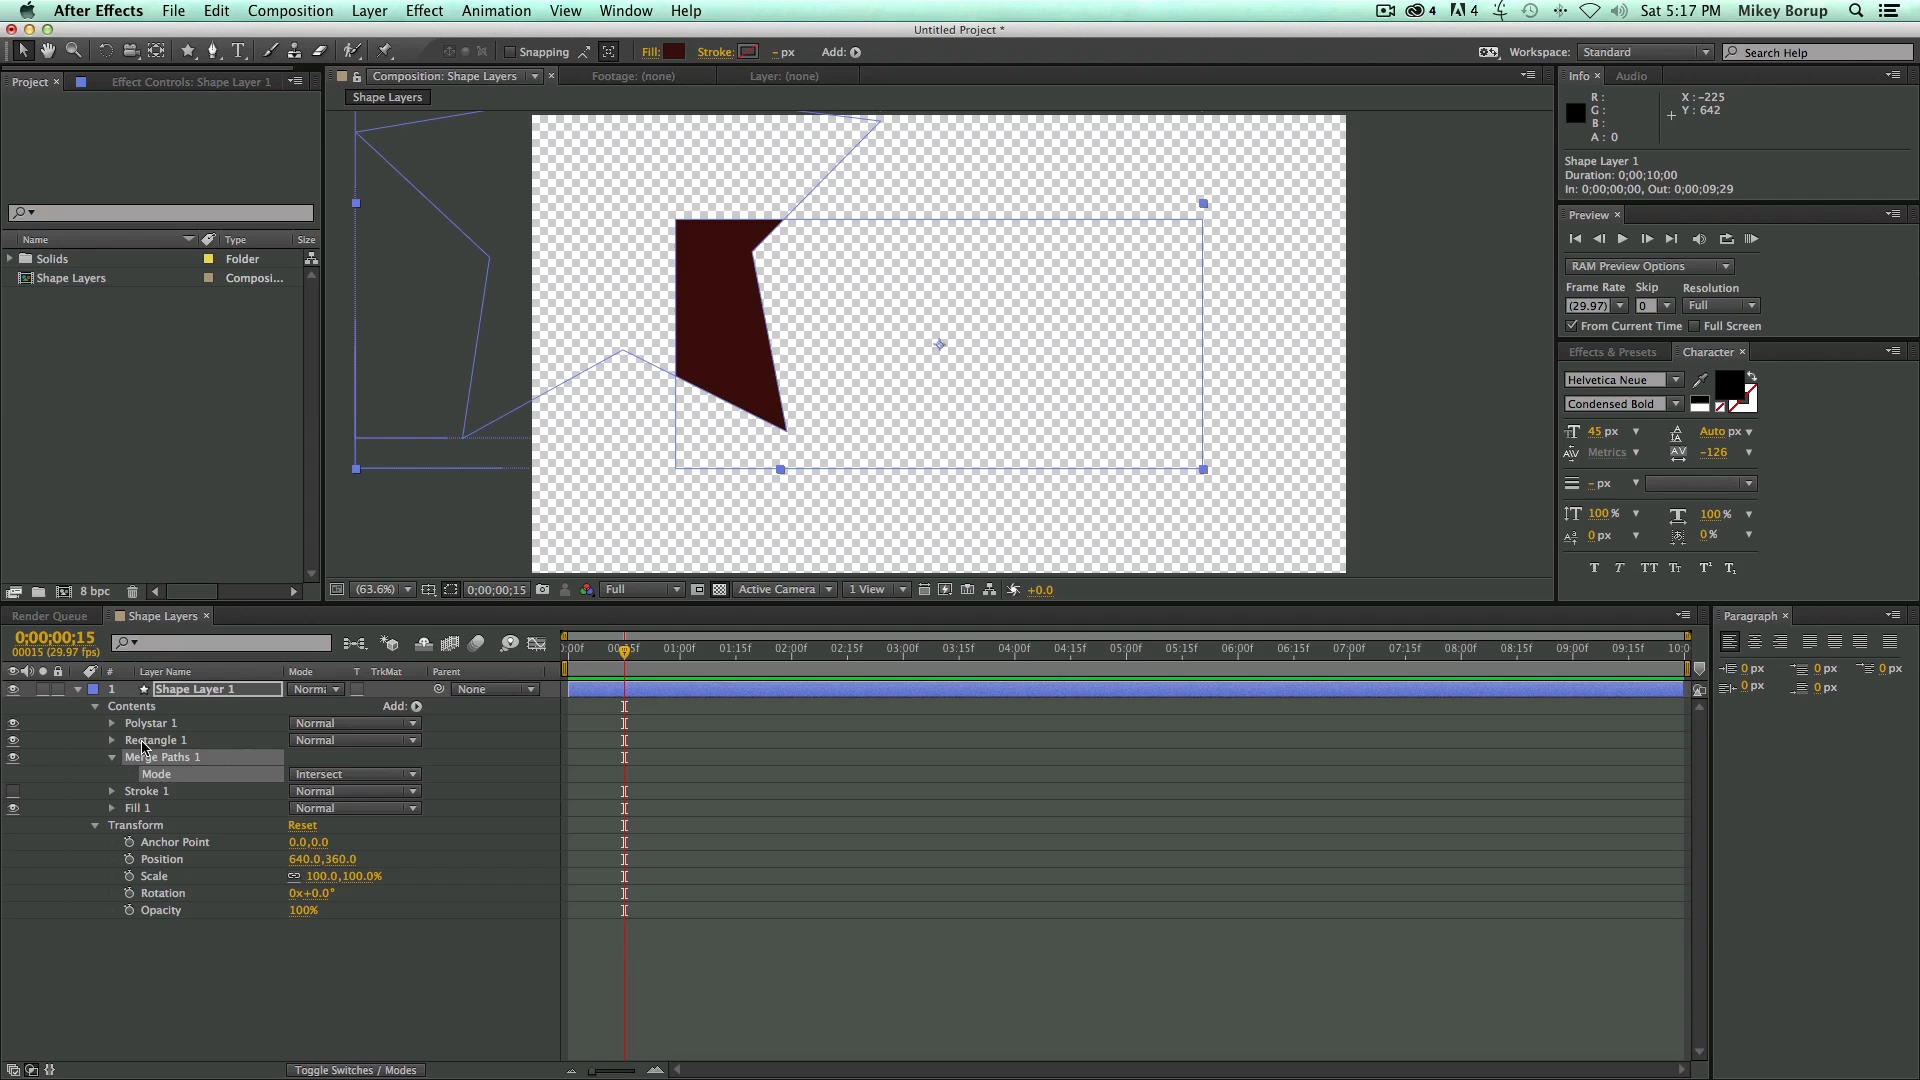 After Effects File Edit Composition Layer Effect Animation View Window Help
4 4 Sat 5:17 PM Mikey Borup
Untitled Project *
T Snapping Fill: Stroke: - px Add:
Workspace: Standard Search Help
Project × Effect Controls: Shape Layer 1
Composition: Shape Layers × Footage: (none) Layer: (none)
Shape Layers
Name Type Size
Solids Folder
Shape Layers Composi...
8 bpc
(63.6%) 0;00;00;15 Full Active Camera 1 View +0.0
Info × Audio
R : X : -225
G : Y : 642
B :
A : 0
Shape Layer 1
Duration: 0;00;10;00
In: 0;00;00;00, Out: 0;00;09;29
Preview ×
RAM Preview Options
Frame Rate Skip Resolution
(29.97) 0 Full
From Current Time Full Screen
Effects & Presets Character ×
Helvetica Neue
Condensed Bold
45 px Auto px
Metrics -126
- px
100 % 100 %
0 px 0 %
T T TT Tt T¹ T₁
Render Queue Shape Layers ×
0;00;00;15
00015 (29.97 fps)
# Layer Name Mode T TrkMat Parent
):00f 00:15f 01:00f 01:15f 02:00f 02:15f 03:00f 03:15f 04:00f 04:15f 05:00f 05:15f 06:00f 06:15f 07:00f 07:15f 08:00f 08:15f 09:00f 09:15f 10:0
1 Shape Layer 1 Norma None
Contents Add:
Polystar 1 Normal
Rectangle 1 Normal
Merge Paths 1
Mode Intersect
Stroke 1 Normal
Fill 1 Normal
Transform Reset
Anchor Point 0.0,0.0
Position 640.0,360.0
Scale 100.0,100.0%
Rotation 0x+0.0°
Opacity 100%
Toggle Switches / Modes
Paragraph ×
0 px 0 px 0 px
0 px 0 px